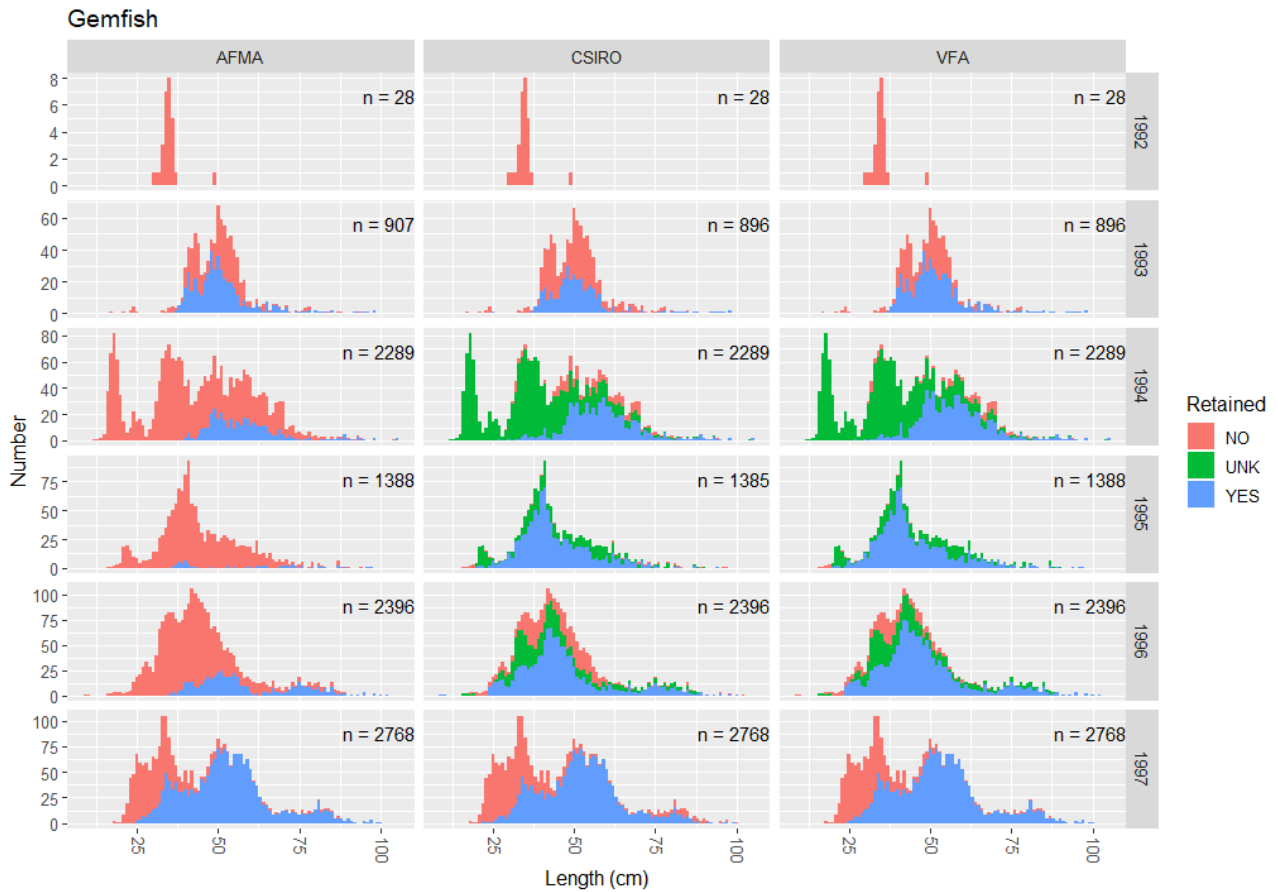 Gemfish
AFMA CSIRO VFA
8
6
4
2
0
n = 28 n = 28 n = 28
1992
60
40
20
0
n = 907 n = 896 n = 896
1993
80
60
40
20
0
n = 2289 n = 2289 n = 2289
1994
75
50
25
0
n = 1388 n = 1385 n = 1388
1995
100
75
50
25
0
n = 2396 n = 2396 n = 2396
1996
100
75
50
25
0
n = 2768 n = 2768 n = 2768
1997
25 50 75 100 25 50 75 100 25 50 75 100
Length (cm)
Number
Retained
NO
UNK
YES